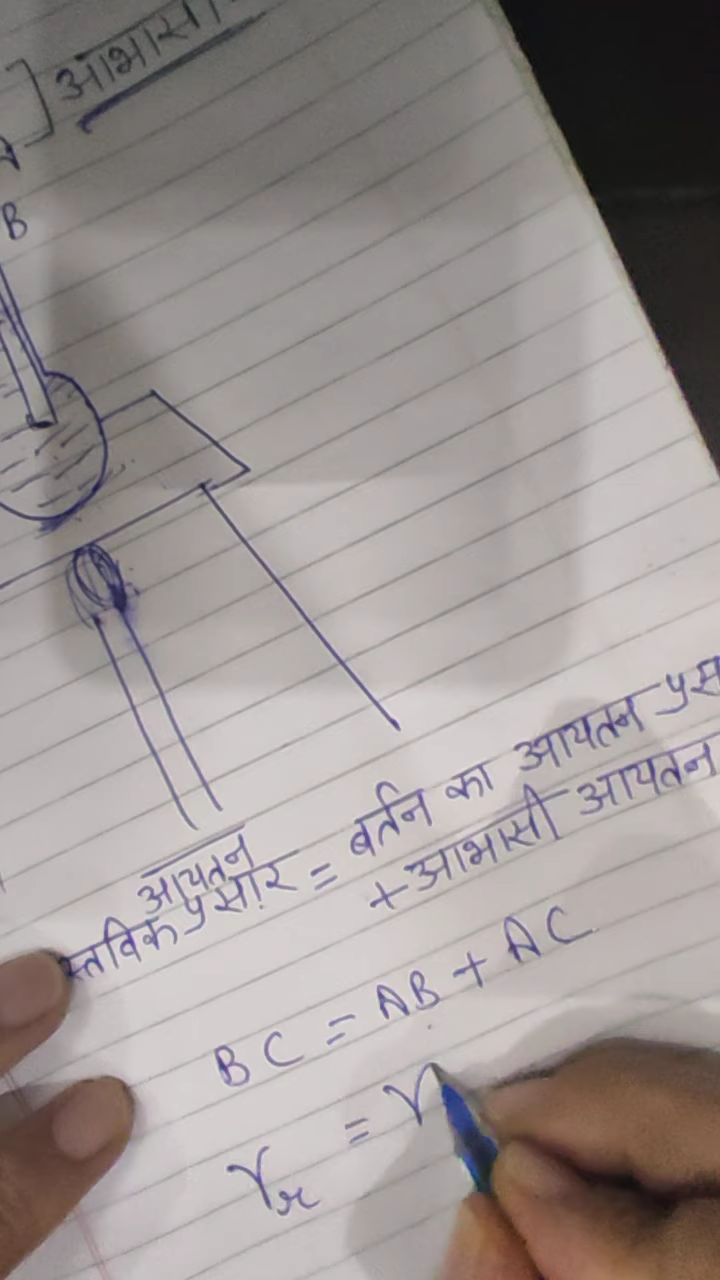 ] आभासी
B
आयतन
स्तविक प्रसार = बर्तन का आयतन प्रस
+ आभासी आयतन
BC = AB + AC
γr = γ